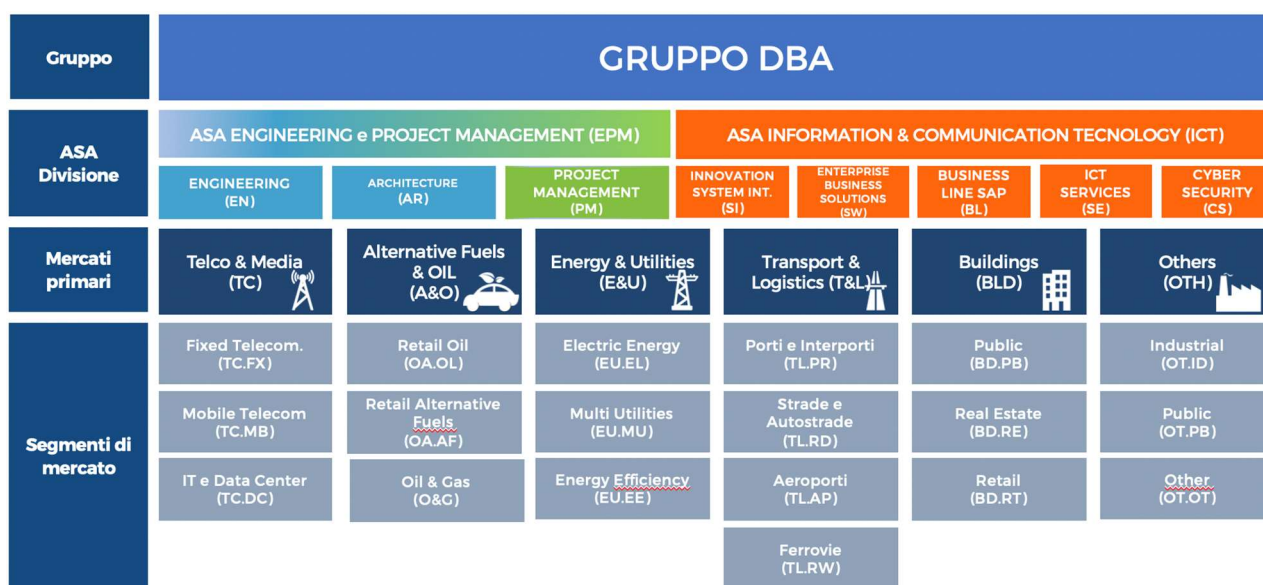 Gruppo
GRUPPO DBA
ASA
Divisione
ASA ENGINEERING e PROJECT MANAGEMENT (EPM)
ASA INFORMATION & COMMUNICATION TECNOLOGY (ICT)
ENGINEERING
(EN)
ARCHITECTURE
(AR)
PROJECT
MANAGEMENT
(PM)
INNOVATION
SYSTEM INT.
(SI)
ENTERPRISE
BUSINESS
SOLUTIONS
(SW)
BUSINESS
LINE SAP
(BL)
ICT
SERVICES
(SE)
CYBER
SECURITY
(CS)
Mercati
primari
Telco & Media
(TC)
Alternative Fuels
& OIL
(A&O)
Energy & Utilities
(E&U)
Transport &
Logistics (T&L)
Buildings
(BLD)
Others
(OTH)
Segmenti di
mercato
Fixed Telecom.
(TC.FX)
Retail Oil
(OA.OL)
Electric Energy
(EU.EL)
Porti e Interporti
(TL.PR)
Public
(BD.PB)
Industrial
(OT.ID)
Mobile Telecom
(TC.MB)
Retail Alternative
Fuels
(OA.AF)
Multi Utilities
(EU.MU)
Strade e
Autostrade
(TL.RD)
Real Estate
(BD.RE)
Public
(OT.PB)
IT e Data Center
(TC.DC)
Oil & Gas
(O&G)
Energy Efficiency
(EU.EE)
Aeroporti
(TL.AP)
Retail
(BD.RT)
Other
(OT.OT)
Ferrovie
(TL.RW)